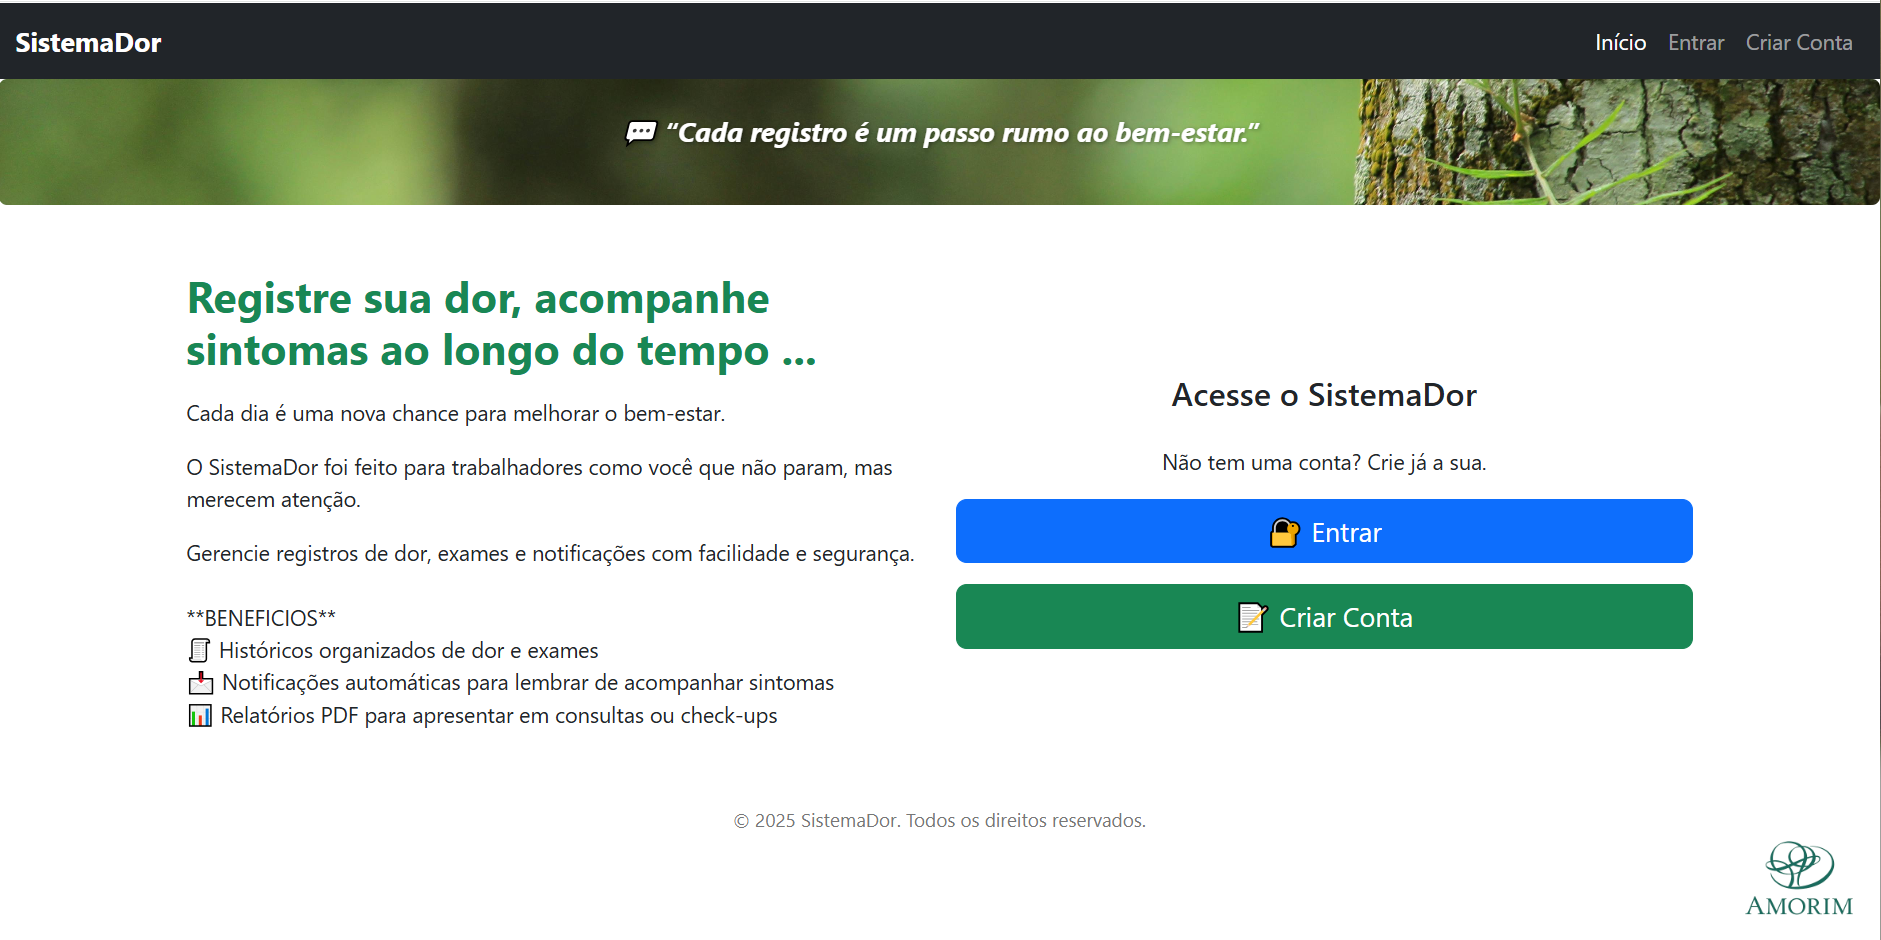 SistemaDor
Início Entrar Criar Conta
💬 “Cada registro é um passo rumo ao bem-estar.”
Registre sua dor, acompanhe
sintomas ao longo do tempo ...
Cada dia é uma nova chance para melhorar o bem-estar.
O SistemaDor foi feito para trabalhadores como você que não param, mas
merecem atenção.
Gerencie registros de dor, exames e notificações com facilidade e segurança.
**BENEFICIOS**
📜 Históricos organizados de dor e exames
📩 Notificações automáticas para lembrar de acompanhar sintomas
📊 Relatórios PDF para apresentar em consultas ou check-ups
Acesse o SistemaDor
Não tem uma conta? Crie já a sua.
🔐 Entrar
📝 Criar Conta
© 2025 SistemaDor. Todos os direitos reservados.
AMORIM